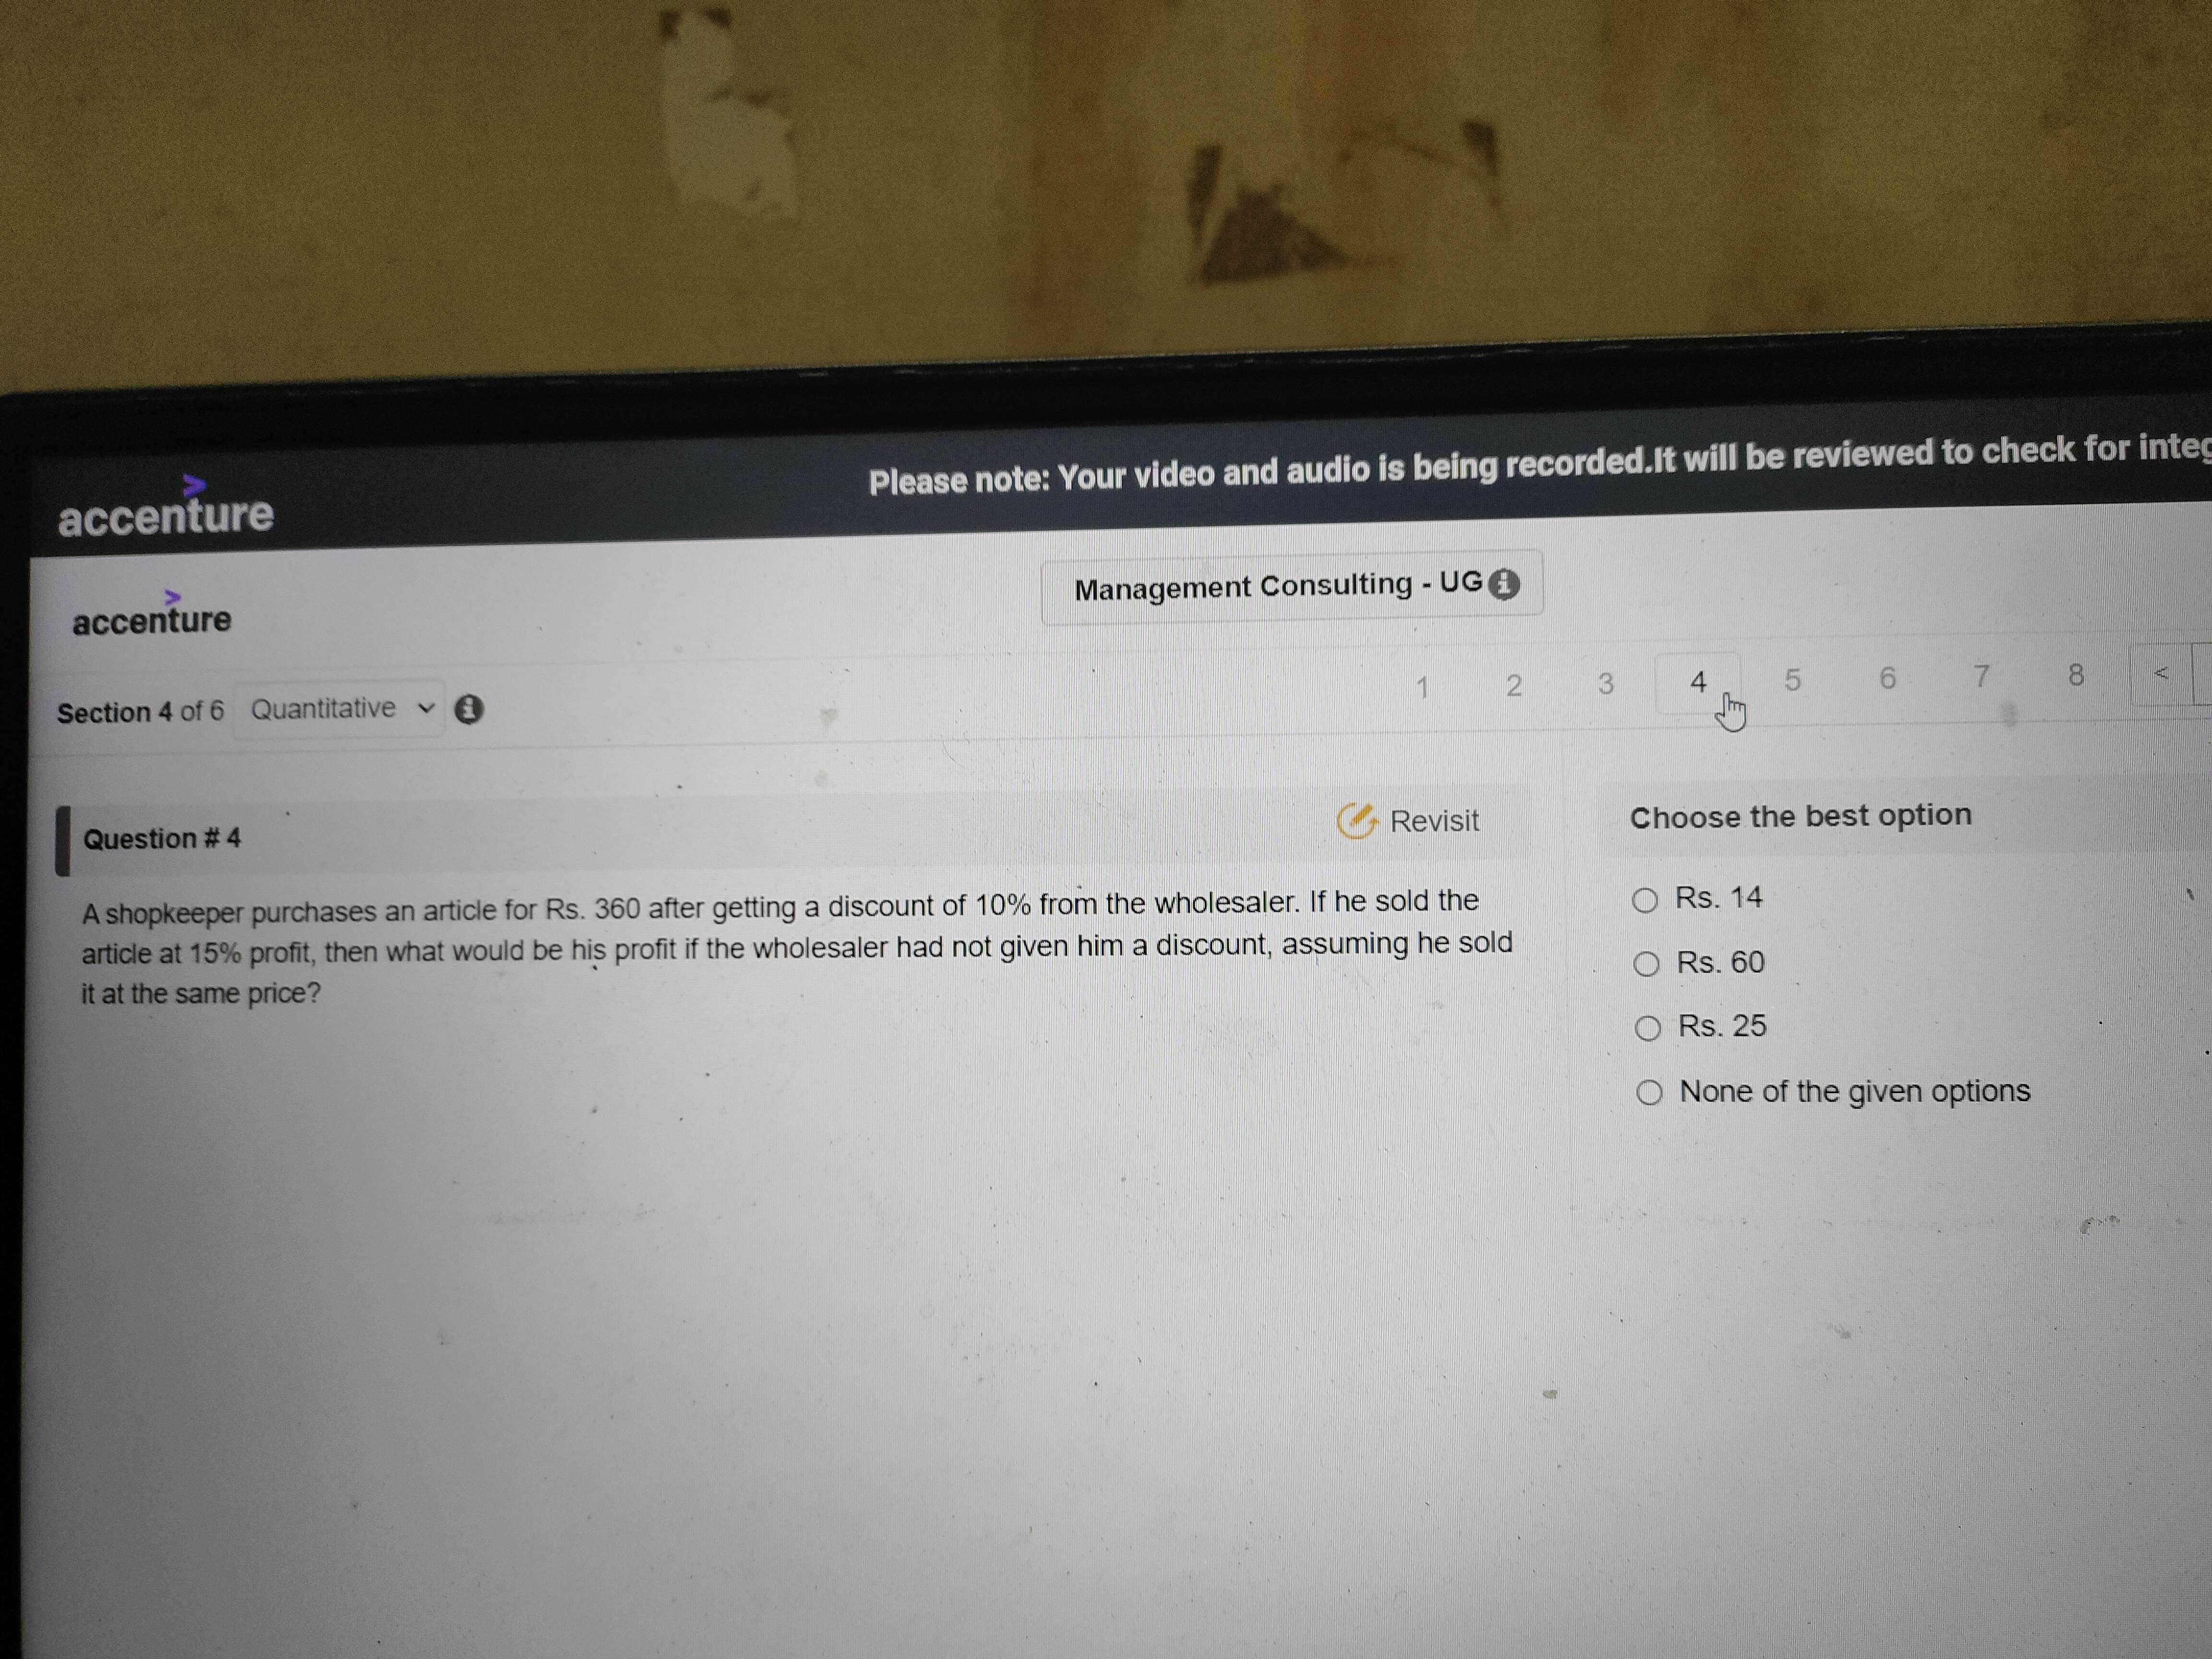 accenture
Please note: Your video and audio is being recorded.It will be reviewed to check for integ
accenture
Management Consulting - UG
Section 4 of 6 Quantitative
1 2 3 4 5 6 7 8 <
Question # 4
Revisit
A shopkeeper purchases an article for Rs. 360 after getting a discount of 10% from the wholesaler. If he sold the
article at 15% profit, then what would be his profit if the wholesaler had not given him a discount, assuming he sold
it at the same price?
Choose the best option
Rs. 14
Rs. 60
Rs. 25
None of the given options